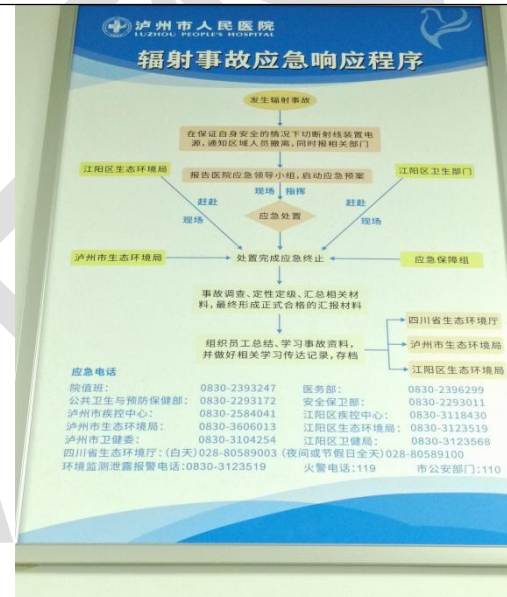 泸州市人民医院
LUZHOU PEOPLE'S HOSPITAL
辐射事故应急响应程序
发生辐射事故
在保证自身安全的情况下切断射线装置电
源，通知区域人员撤离，同时报相关部门
江阳区生态环境局
江阳区卫生部门
报告医院应急领导小组，启动应急预案
现场 指挥
赶赴
现场
应急处置
赶赴
现场
泸州市生态环境局
处置完成应急终止
应急保障组
事故调查、定性定级、汇总相关材
料，最终形成正式合格的汇报材料
组织员工总结、学习事故资料，
并做好相关学习传达记录，存档
四川省生态环境厅
泸州市生态环境局
江阳区生态环境局
应急电话
院值班： 0830-2393247 医务部： 0830-2396299
公共卫生与预防保健部： 0830-2293172 安全保卫部： 0830-2293011
泸州市疾控中心： 0830-2584041 江阳区疾控中心： 0830-3118430
泸州市生态环境局： 0830-3606013 江阳区生态环境局： 0830-3123519
泸州市卫健委： 0830-3104254 江阳区卫健局： 0830-3123568
四川省生态环境厅：(白天)028-80589003 (夜间或节假日全天)028-80589100
环境监测泄露报警电话：0830-3123519 火警电话：119 市公安部门：110